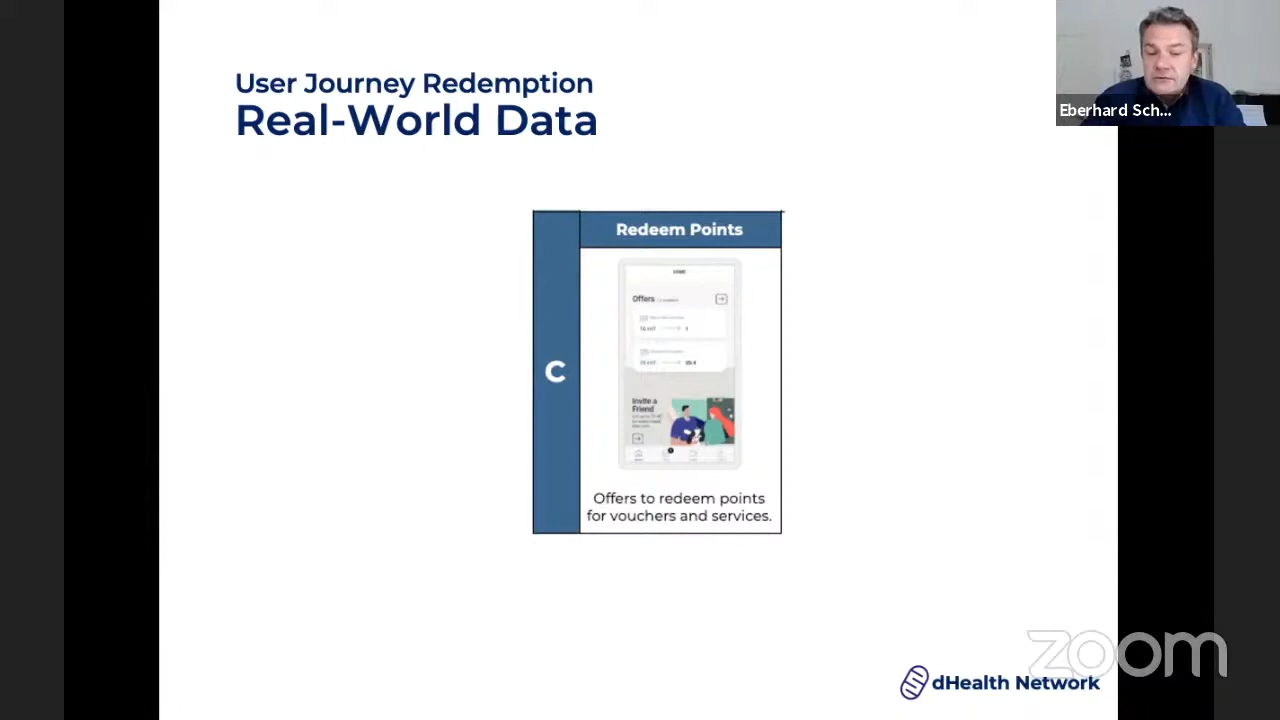 User Journey Redemption
Real-World Data
Eberhard Sch...
Redeem Points
HOME
Offers
C
Invite a
Friend
Offers to redeem points
for vouchers and services.
zoom
dHealth Network